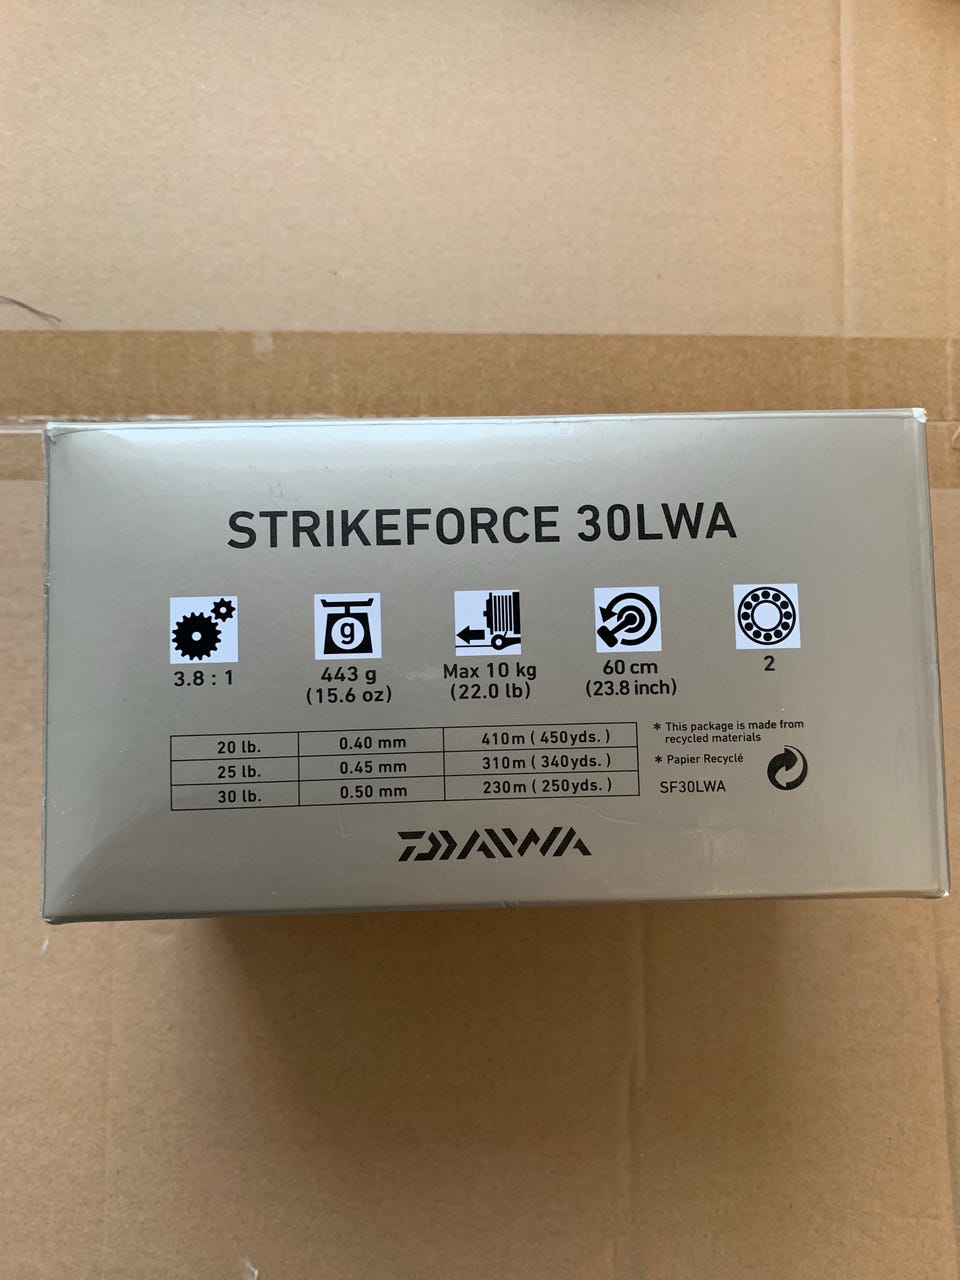 STRIKEFORCE 30LWA
g
3.8 : 1
443 g
(15.6 oz)
Max 10 kg
(22.0 lb)
60 cm
(23.8 inch)
2
20 lb. 0.40 mm 410m ( 450yds. )
25 lb. 0.45 mm 310m ( 340yds. )
30 lb. 0.50 mm 230m ( 250yds. )
* This package is made from
recycled materials
* Papier Recyclé
SF30LWA
DAIWA